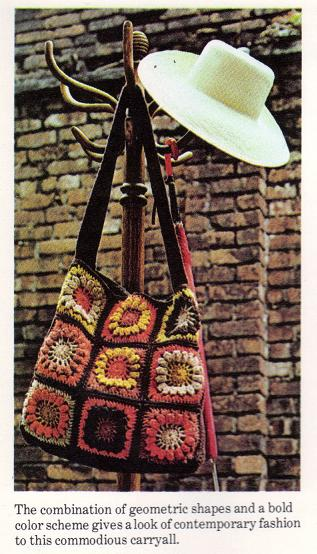 The combination of geometric shapes and a bold
color scheme gives a look of contemporary fashion
to this commodious carryall.